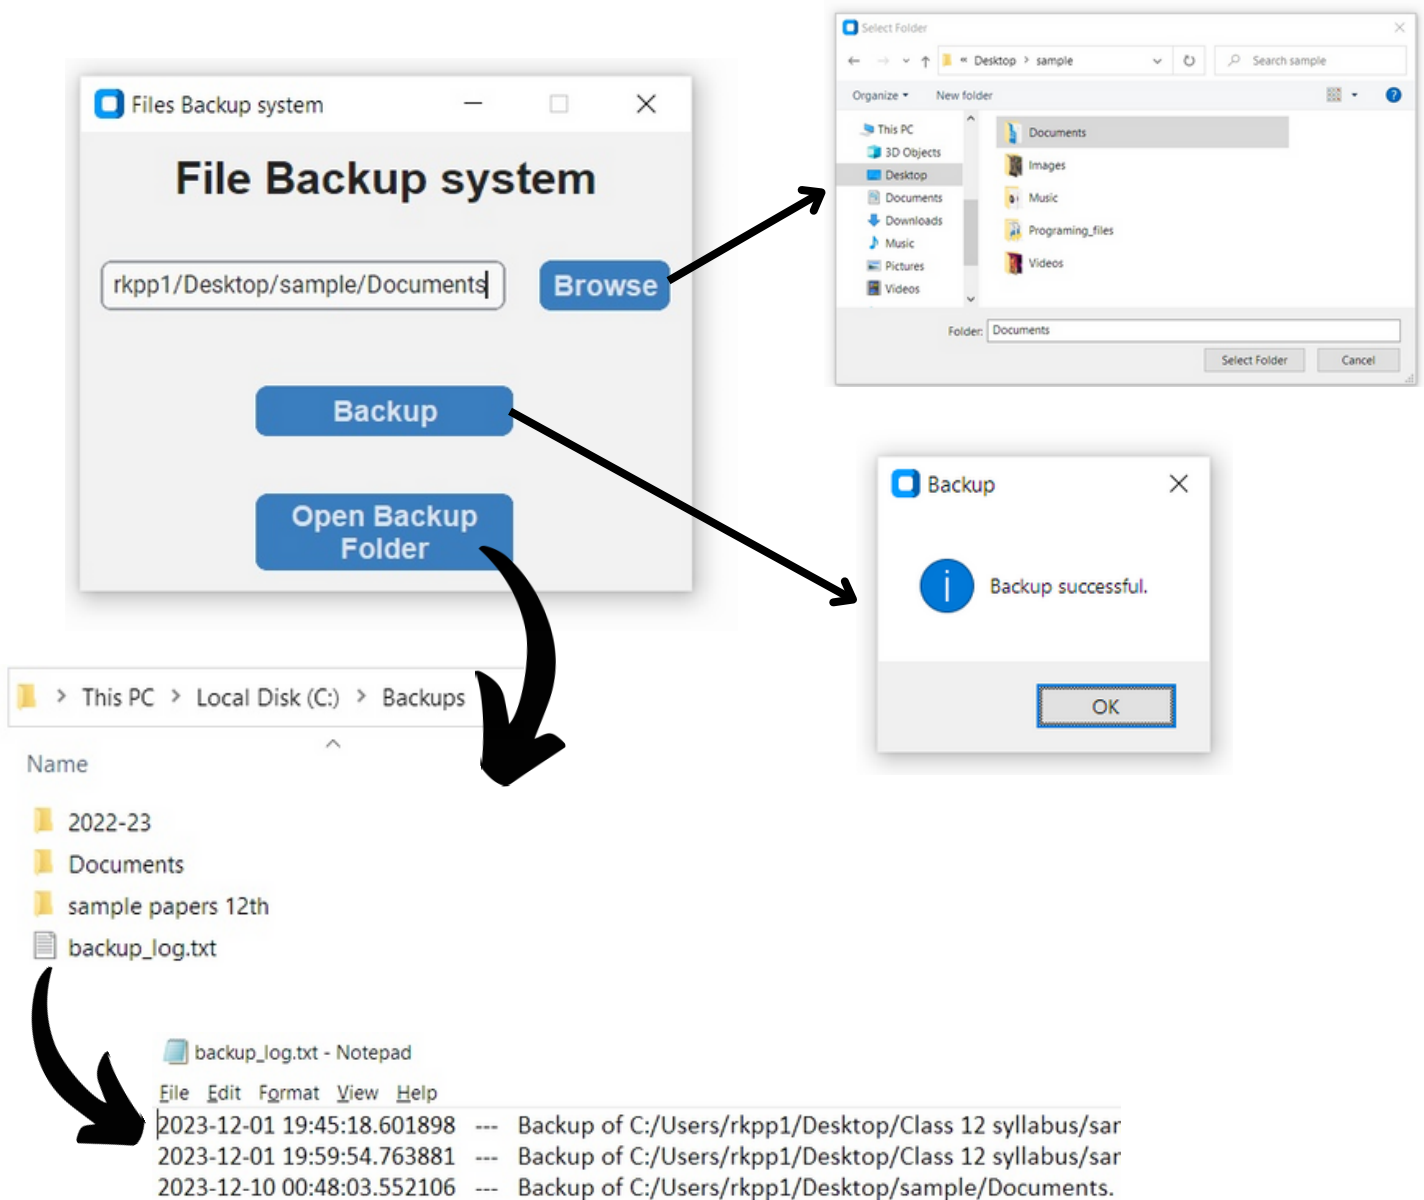 Files Backup system
File Backup system
rkpp1/Desktop/sample/Documents
Browse
Backup
Open Backup
Folder
Select Folder
« Desktop > sample
Search sample
Organize
New folder
This PC
3D Objects
Desktop
Documents
Downloads
Music
Pictures
Videos
Documents
Images
Music
Programing_files
Videos
Folder: Documents
Select Folder
Cancel
Backup
Backup successful.
OK
> This PC > Local Disk (C:) > Backups
Name
2022-23
Documents
sample papers 12th
backup_log.txt
backup_log.txt - Notepad
File Edit Format View Help
2023-12-01 19:45:18.601898 --- Backup of C:/Users/rkpp1/Desktop/Class 12 syllabus/sar
2023-12-01 19:59:54.763881 --- Backup of C:/Users/rkpp1/Desktop/Class 12 syllabus/sar
2023-12-10 00:48:03.552106 --- Backup of C:/Users/rkpp1/Desktop/sample/Documents.